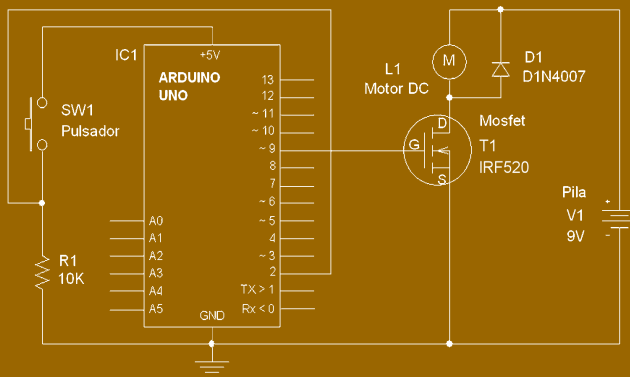 IC1
+5V
ARDUINO
UNO
13
12
~ 11
~ 10
~ 9
8
7
~ 6
~ 5
4
~ 3
2
TX > 1
Rx < 0
A0
A1
A2
A3
A4
A5
GND
SW1
Pulsador
R1
10K
L1
Motor DC
M
D1
D1N4007
Mosfet
T1
IRF520
D
G
S
Pila
V1
9V
+
-